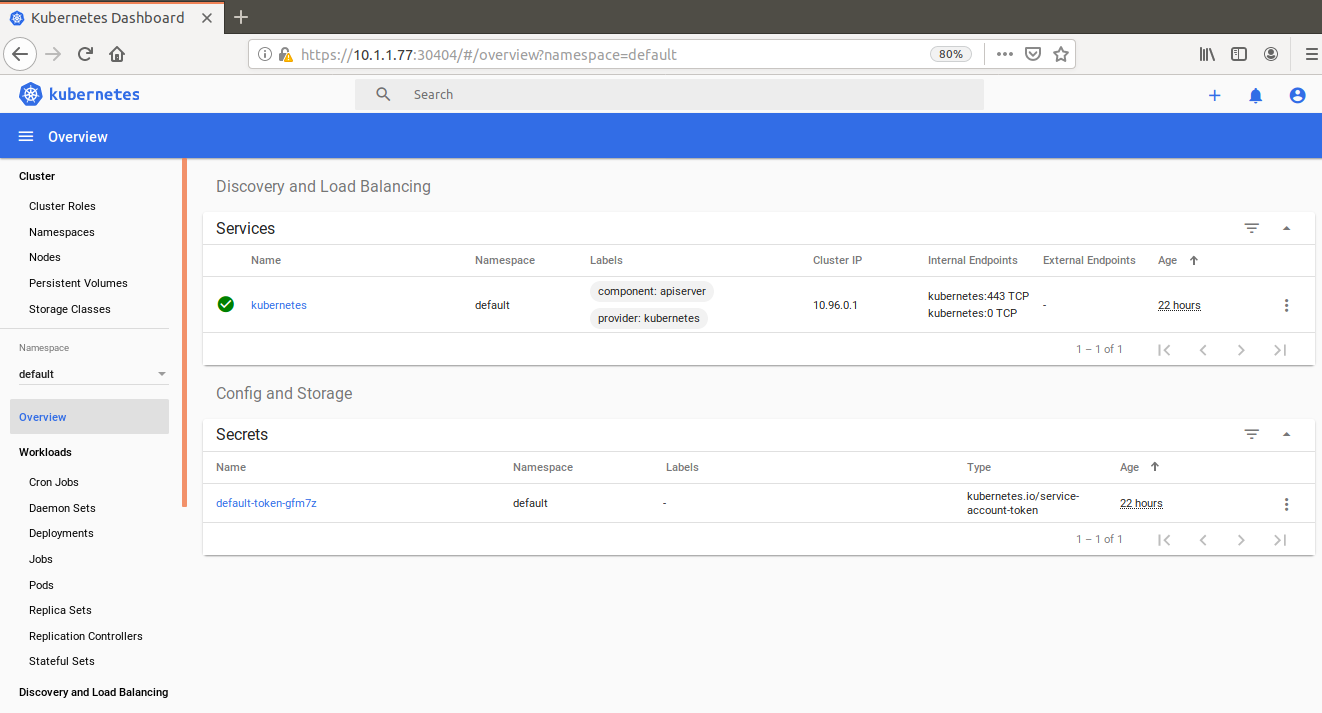 Kubernetes Dashboard
https://10.1.1.77:30404/#/overview?namespace=default
80%
kubernetes
Search
Overview
Cluster
Cluster Roles
Namespaces
Nodes
Persistent Volumes
Storage Classes
Namespace
default
Overview
Workloads
Cron Jobs
Daemon Sets
Deployments
Jobs
Pods
Replica Sets
Replication Controllers
Stateful Sets
Discovery and Load Balancing
Discovery and Load Balancing
Services
Name Namespace Labels Cluster IP Internal Endpoints External Endpoints Age
kubernetes default component: apiserver provider: kubernetes 10.96.0.1 kubernetes:443 TCP kubernetes:0 TCP - 22 hours
1 – 1 of 1
Config and Storage
Secrets
Name Namespace Labels Type Age
default-token-gfm7z default - kubernetes.io/service-account-token 22 hours
1 – 1 of 1